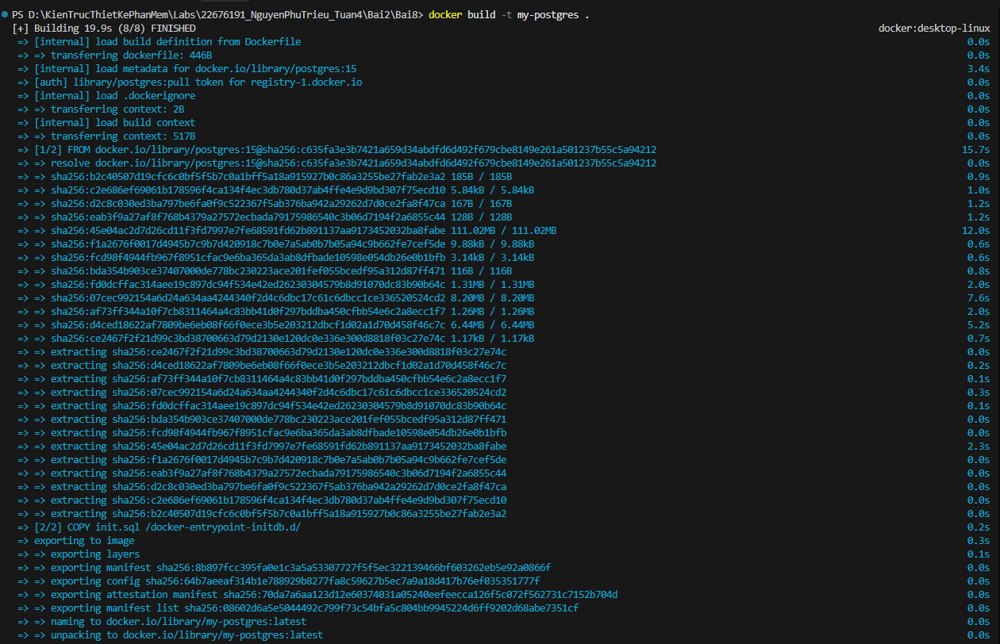 PS D:\KienTrucThietKePhanMem\Labs\22676191_NguyenPhuTrieu_Tuan4\Bai2\Bai8> docker build -t my-postgres .
[+] Building 19.9s (8/8) FINISHED docker:desktop-linux
=> [internal] load build definition from Dockerfile 0.0s
=> => transferring dockerfile: 446B 0.0s
=> [internal] load metadata for docker.io/library/postgres:15 3.4s
=> [auth] library/postgres:pull token for registry-1.docker.io 0.0s
=> [internal] load .dockerignore 0.0s
=> => transferring context: 2B 0.0s
=> [internal] load build context 0.0s
=> => transferring context: 517B 0.0s
=> [1/2] FROM docker.io/library/postgres:15@sha256:c635fa3e3b7421a659d34abdfd6d492f679cbe8149e261a501237b55c5a94212 15.7s
=> => resolve docker.io/library/postgres:15@sha256:c635fa3e3b7421a659d34abdfd6d492f679cbe8149e261a501237b55c5a94212 0.0s
=> => sha256:b2c40507d19cfc6c0bf5f5b7c0a1bff5a18a915927b0c86a3255be27fab2e3a2 185B / 185B 0.9s
=> => sha256:c2e686ef69061b178596f4ca134f4ec3db780d37ab4ffe4e9d9bd307f75ecd10 5.84kB / 5.84kB 1.0s
=> => sha256:d2c8c030ed3ba797be6fa0f9c522367f5ab376ba942a29262d7d0ce2fa8f47ca 167B / 167B 1.2s
=> => sha256:eab3f9a27af8f768b4379a27572ecbada79175986540c3b06d7194f2a6855c44 128B / 128B 1.2s
=> => sha256:45e04ac2d7d26cd11f3fd7997e7fe68591fd62b891137aa9173452032ba8fabe 111.02MB / 111.02MB 12.0s
=> => sha256:f1a2676f0017d4945b7c9b7d420918c7b0e7a5ab0b7b05a94c9b662fe7cef5de 9.88kB / 9.88kB 0.6s
=> => sha256:fcd98f4944fb967f8951cfac9e6ba365da3ab8dfbade10598e054db26e0b1bfb 3.14kB / 3.14kB 0.6s
=> => sha256:bda354b903ce37407000de778bc230223ace201fef055bcedf95a312d87ff471 116B / 116B 0.8s
=> => sha256:fd0dcffac314aee19c897dc94f534e42ed26230304579b8d91070dc83b90b64c 1.31MB / 1.31MB 2.0s
=> => sha256:07cec992154a6d24a634aa4244340f2d4c6dbc17c61c6dbcc1ce336520524cd2 8.20MB / 8.20MB 7.6s
=> => sha256:af73ff344a10f7cb8311464a4c83bb41d0f297bddba450cfbb54e6c2a8ecc1f7 1.26MB / 1.26MB 2.0s
=> => sha256:d4ced18622af7809be6eb08f66f0ece3b5e203212dbcf1d02a1d70d458f46c7c 6.44MB / 6.44MB 5.2s
=> => sha256:ce2467f2f21d99c3bd38700663d79d2130e120dc0e336e300d8818f03c27e74c 1.17kB / 1.17kB 0.7s
=> => extracting sha256:ce2467f2f21d99c3bd38700663d79d2130e120dc0e336e300d8818f03c27e74c 0.0s
=> => extracting sha256:d4ced18622af7809be6eb08f66f0ece3b5e203212dbcf1d02a1d70d458f46c7c 0.2s
=> => extracting sha256:af73ff344a10f7cb8311464a4c83bb41d0f297bddba450cfbb54e6c2a8ecc1f7 0.1s
=> => extracting sha256:07cec992154a6d24a634aa4244340f2d4c6dbc17c61c6dbcc1ce336520524cd2 0.3s
=> => extracting sha256:fd0dcffac314aee19c897dc94f534e42ed26230304579b8d91070dc83b90b64c 0.1s
=> => extracting sha256:bda354b903ce37407000de778bc230223ace201fef055bcedf95a312d87ff471 0.0s
=> => extracting sha256:fcd98f4944fb967f8951cfac9e6ba365da3ab8dfbade10598e054db26e0b1bfb 0.0s
=> => extracting sha256:45e04ac2d7d26cd11f3fd7997e7fe68591fd62b891137aa9173452032ba8fabe 2.3s
=> => extracting sha256:f1a2676f0017d4945b7c9b7d420918c7b0e7a5ab0b7b05a94c9b662fe7cef5de 0.0s
=> => extracting sha256:eab3f9a27af8f768b4379a27572ecbada79175986540c3b06d7194f2a6855c44 0.0s
=> => extracting sha256:d2c8c030ed3ba797be6fa0f9c522367f5ab376ba942a29262d7d0ce2fa8f47ca 0.0s
=> => extracting sha256:c2e686ef69061b178596f4ca134f4ec3db780d37ab4ffe4e9d9bd307f75ecd10 0.0s
=> => extracting sha256:b2c40507d19cfc6c0bf5f5b7c0a1bff5a18a915927b0c86a3255be27fab2e3a2 0.0s
=> [2/2] COPY init.sql /docker-entrypoint-initdb.d/ 0.2s
=> exporting to image 0.3s
=> => exporting layers 0.1s
=> => exporting manifest sha256:8b897fcc395fa0e1c3a5a53307727f5f5ec322139466bf603262eb5e92a0866f 0.0s
=> => exporting config sha256:64b7aeeaf314b1e788929b8277fa8c59627b5ec7a9a18d417b76ef035351777f 0.0s
=> => exporting attestation manifest sha256:70da7a6aa123d12e60374031a05240eefeecca126f5c072f562731c7152b704d 0.0s
=> => exporting manifest list sha256:08602d6a5e5044492c799f73c54bfa5c804bb9945224d6ff9202d68abe7351cf 0.0s
=> => naming to docker.io/library/my-postgres:latest 0.0s
=> => unpacking to docker.io/library/my-postgres:latest 0.0s